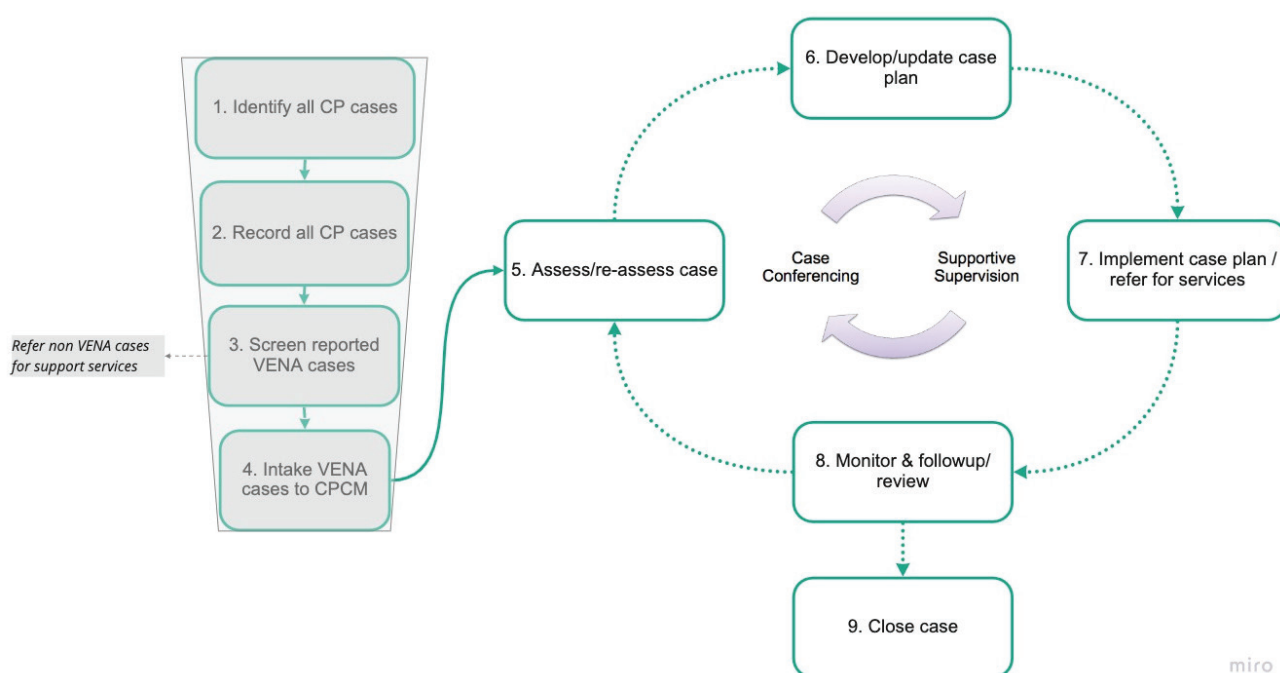 1. Identify all CP cases
2. Record all CP cases
3. Screen reported
VENA cases
Refer non VENA cases
for support services
4. Intake VENA
cases to CPCM
5. Assess/re-assess case
6. Develop/update case
plan
7. Implement case plan /
refer for services
Case
Conferencing
Supportive
Supervision
8. Monitor & followup/
review
9. Close case
miro